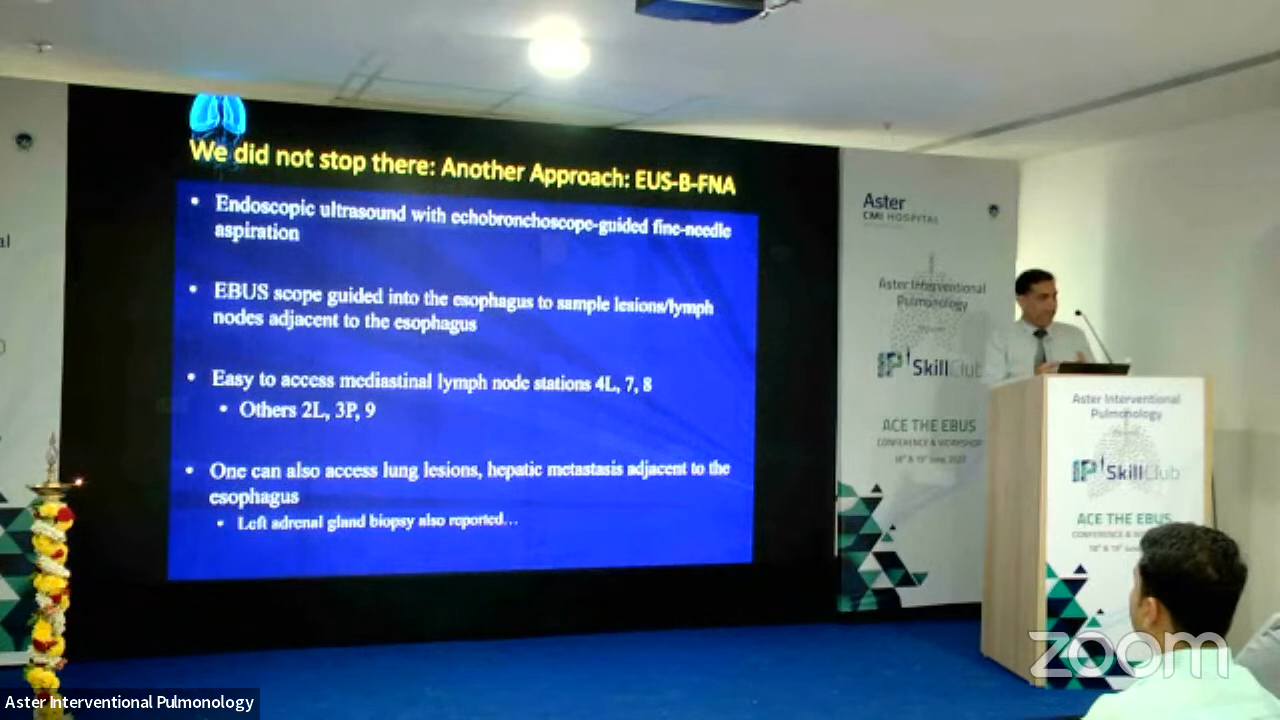 We did not stop there: Another Approach: EUS-B-FNA
• Endoscopic ultrasound with echobronchoscope-guided fine-needle
aspiration
• EBUS scope guided into the esophagus to sample lesions/lymph
nodes adjacent to the esophagus
• Easy to access mediastinal lymph node stations 4L, 7, 8
• Others 2L, 3P, 9
• One can also access lung lesions, hepatic metastasis adjacent to the
esophagus
• Left adrenal gland biopsy also reported…
al
Aster
CMI HOSPITAL
Aster Interventional
Pulmonology
IP SkillClub
ACE THE EBUS
CONFERENCE & WORKSHOP
Aster Interventional
Pulmonology
IP SkillClub
ACE THE EBUS
CONFERENCE &
zoom
Aster Interventional Pulmonology